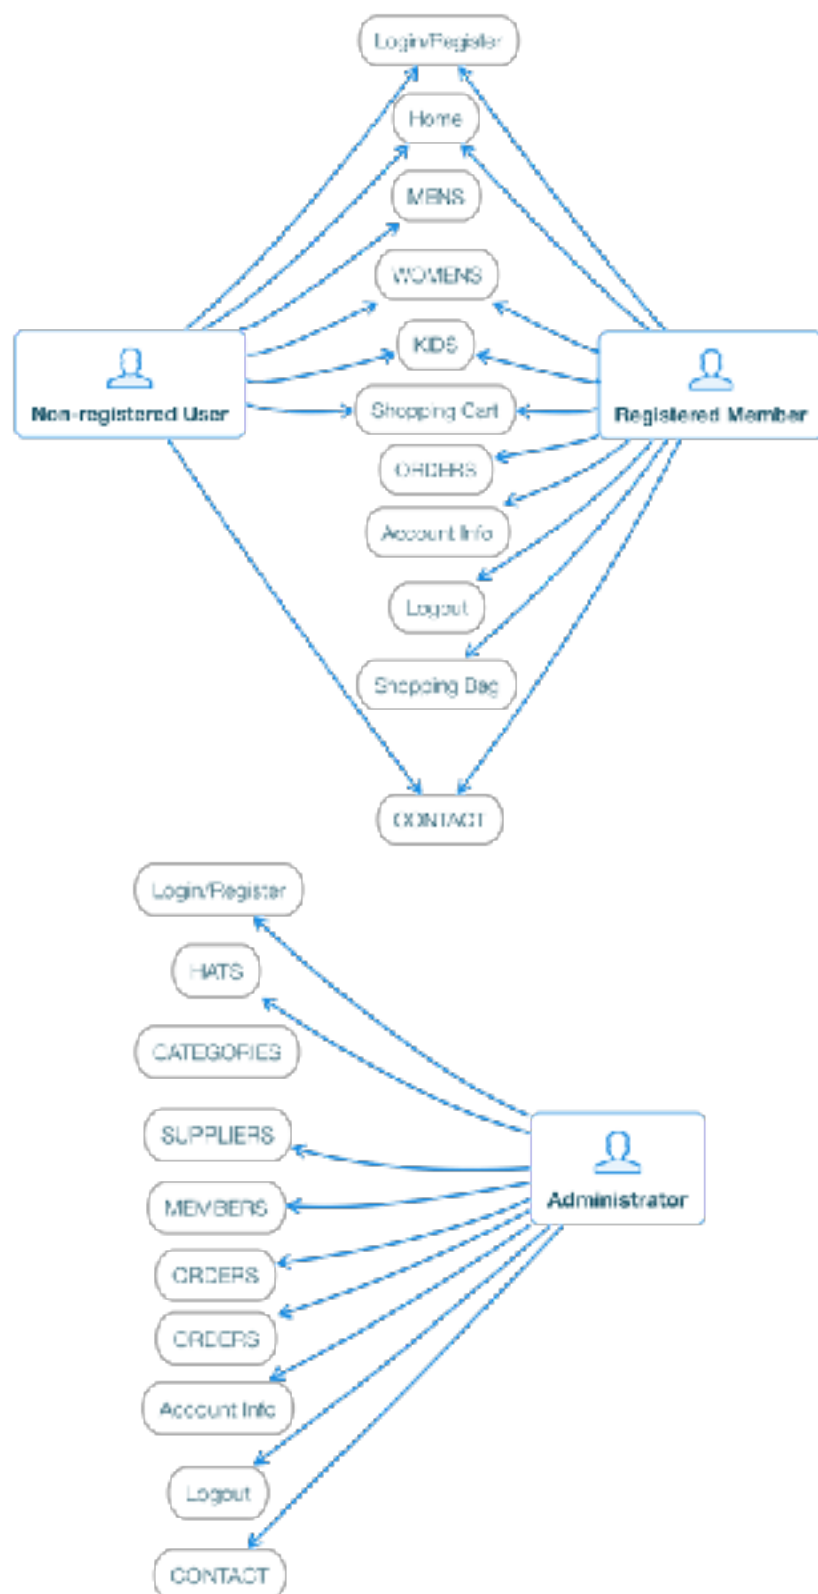 Login/Register
Home
MENS
WOMENS
KIDS
Non-registered User
Shopping Cart
Registered Member
ORDERS
Account Info
Logout
Shopping Bag
CONTACT
Login/Register
HATS
CATEGORIES
SUPPLIERS
MEMBERS
Administrator
ORDERS
ORDERS
Account Info
Logout
CONTACT